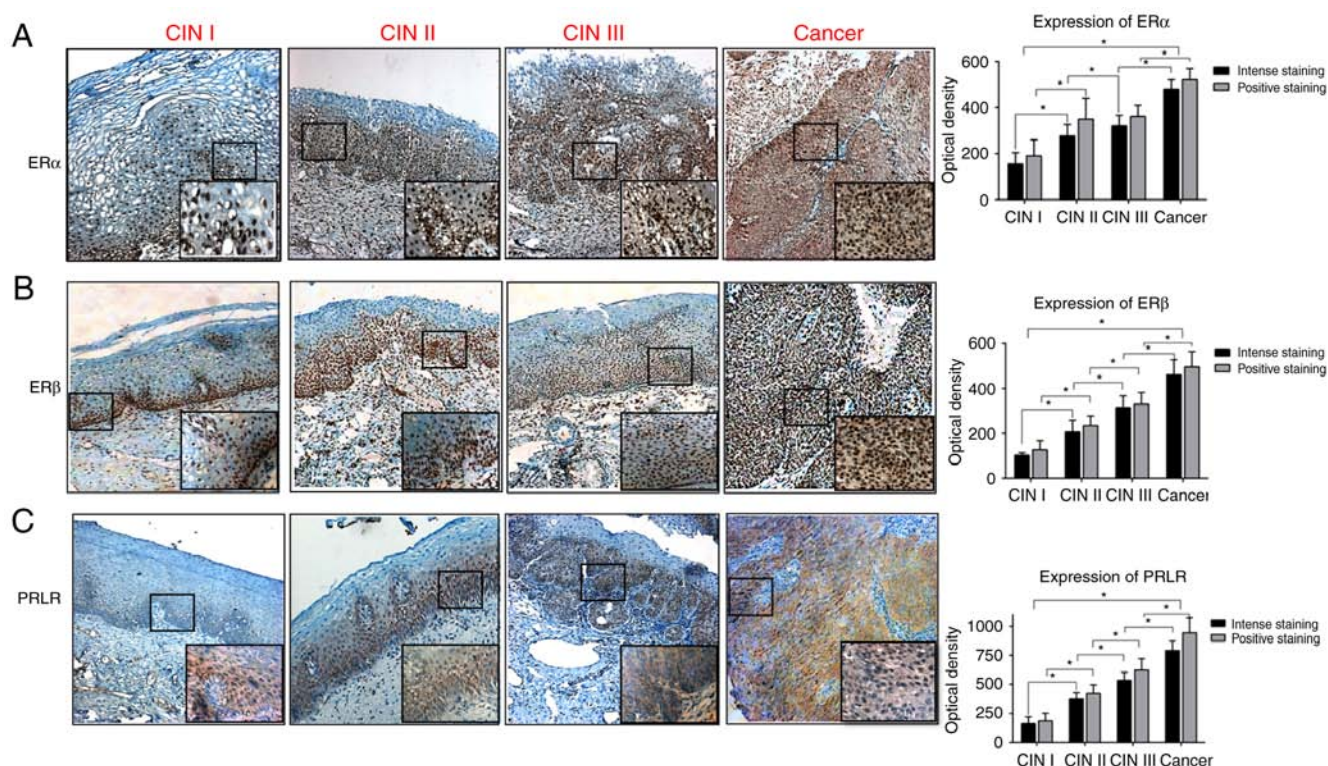 A
CIN I
CIN II
CIN III
Cancer
ERα
Expression of ERα
Optical density
600
400
200
0
* * * * * *
Intense staining
Positive staining
CIN I CIN II CIN III Cancer
B
ERβ
Expression of ERβ
Optical density
600
400
200
0
* * * * * *
Intense staining
Positive staining
CIN I CIN II CIN III Cancer
C
PRLR
Expression of PRLR
Optical density
1000
750
500
250
0
* * * * * *
Intense staining
Positive staining
CIN I CIN II CIN III Cancer